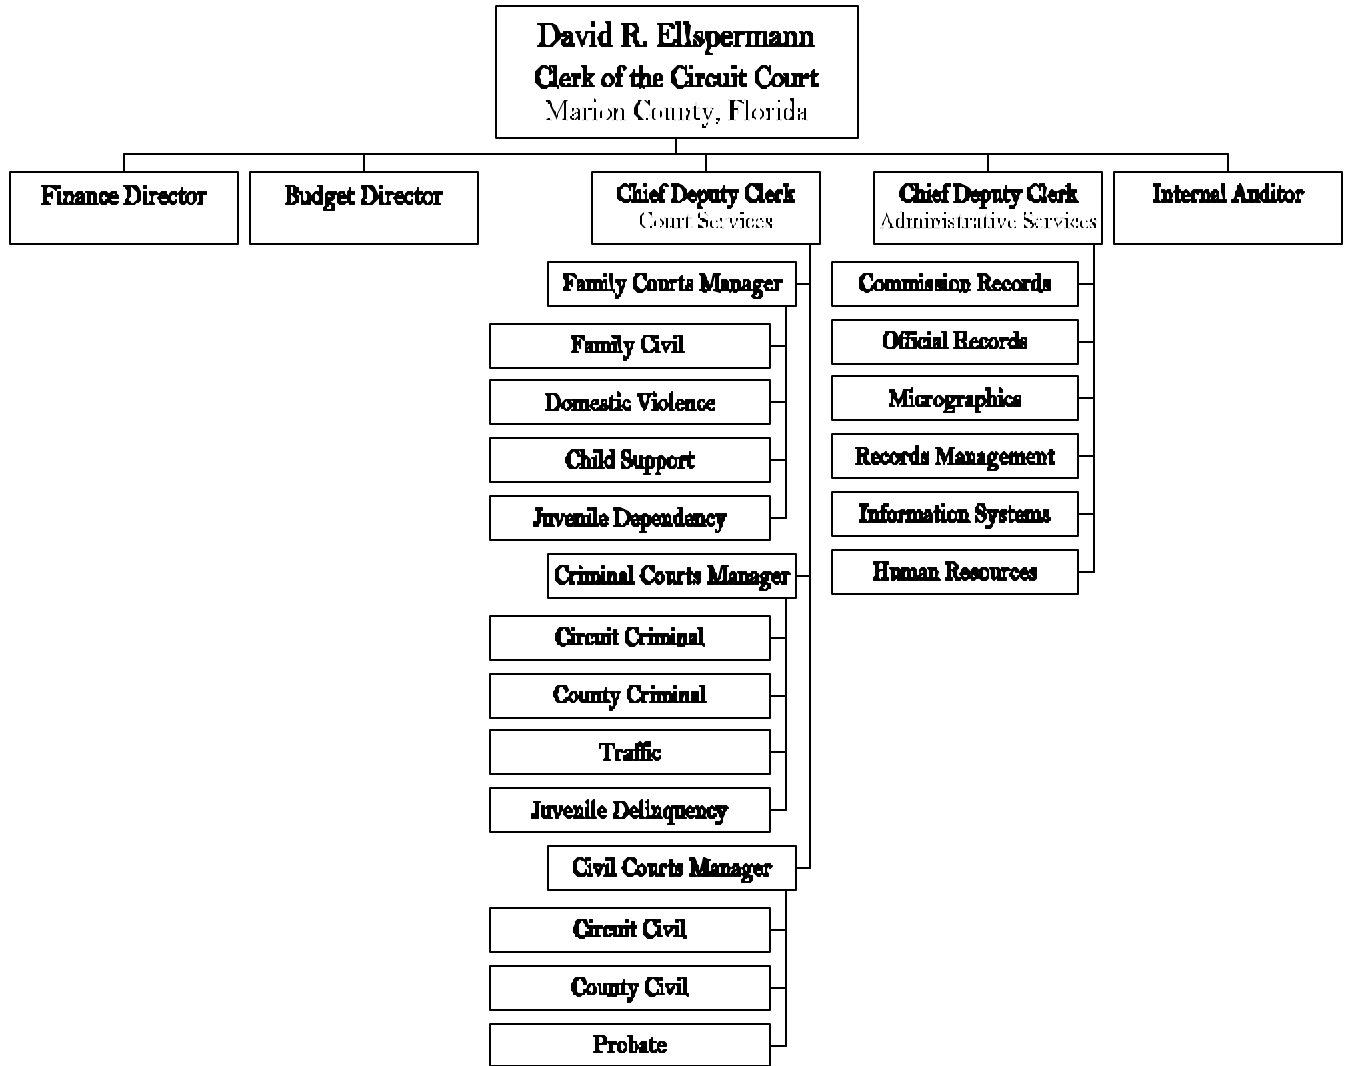 David R. Ellspermann
Clerk of the Circuit Court
Marion County, Florida
Finance Director
Budget Director
Chief Deputy Clerk
Court Services
Chief Deputy Clerk
Administrative Services
Internal Auditor
Family Courts Manager
Family Civil
Domestic Violence
Child Support
Juvenile Dependency
Criminal Courts Manager
Circuit Criminal
County Criminal
Traffic
Juvenile Delinquency
Civil Courts Manager
Circuit Civil
County Civil
Probate
Commission Records
Official Records
Micrographics
Records Management
Information Systems
Human Resources